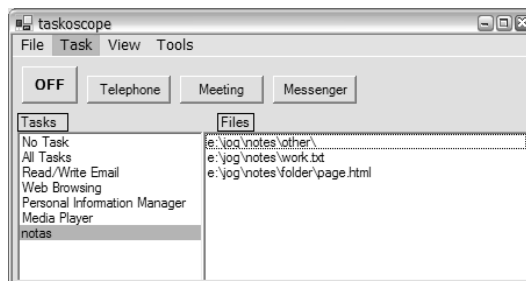 taskoscope
File Task View Tools
OFF Telephone Meeting Messenger
Tasks Files
No Task
All Tasks
Read/Write Email
Web Browsing
Personal Information Manager
Media Player
notas
e:\jog\notes\other\
e:\jog\notes\work.txt
e:\jog\notes\folder\page.html